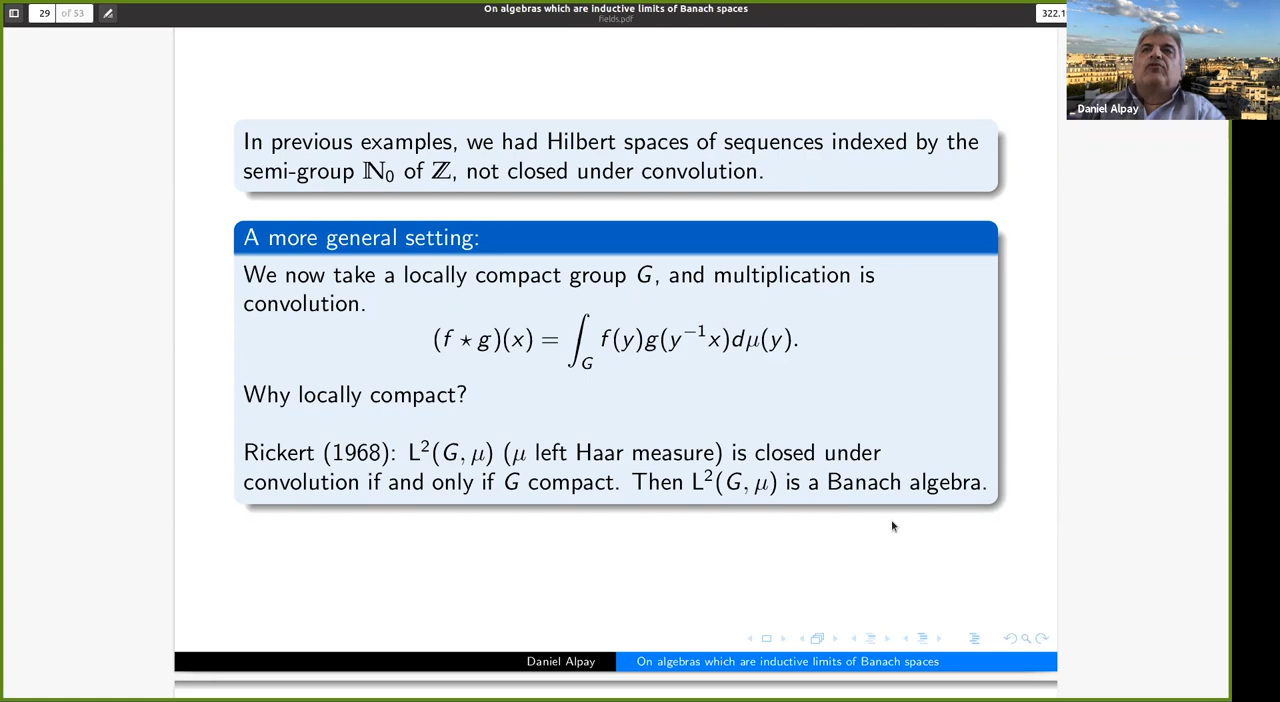 29 of 53
On algebras which are inductive limits of Banach spaces
fields.pdf
322.1
Daniel Alpay
In previous examples, we had Hilbert spaces of sequences indexed by the
semi-group ℕ₀ of ℤ, not closed under convolution.
A more general setting:
We now take a locally compact group G, and multiplication is
convolution.
(f ⋆ g)(x) = ∫_G f(y)g(y⁻¹x)dμ(y).
Why locally compact?
Rickert (1968): L²(G, μ) (μ left Haar measure) is closed under
convolution if and only if G compact. Then L²(G, μ) is a Banach algebra.
Daniel Alpay On algebras which are inductive limits of Banach spaces